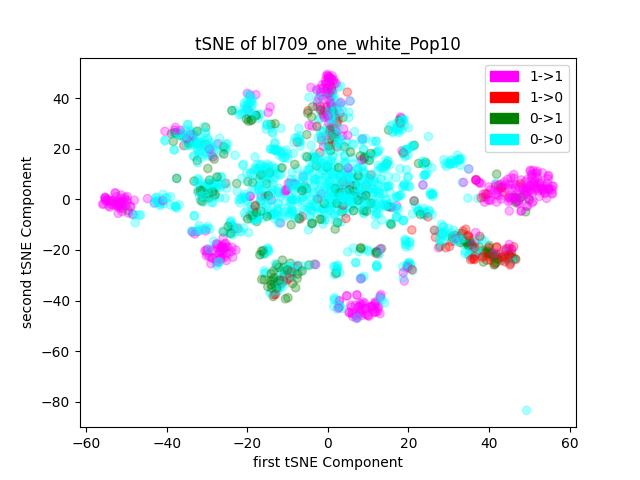 tSNE of bl709_one_white_Pop10
1->1
1->0
0->1
0->0
second tSNE Component
40
20
0
−20
−40
−60
−80
−60 −40 −20 0 20 40 60
first tSNE Component